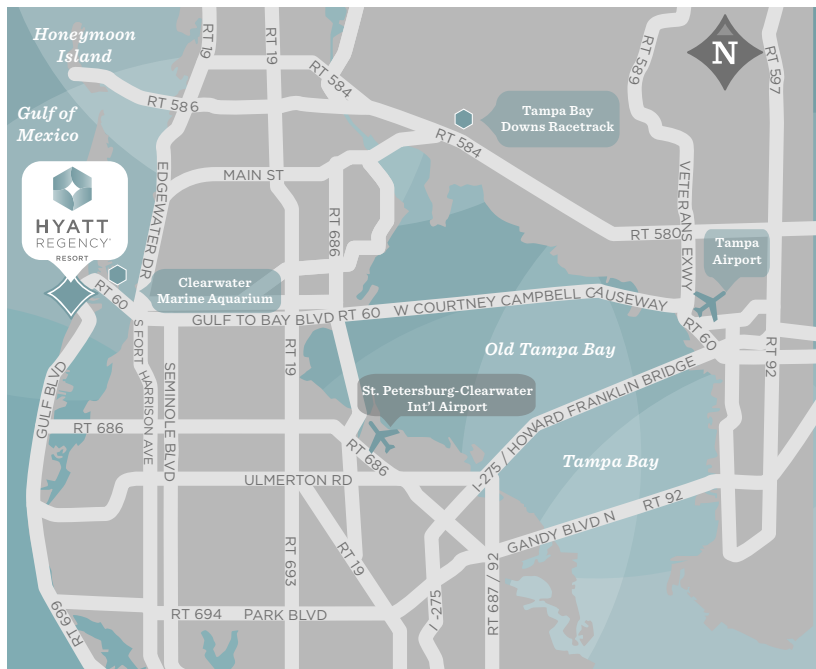 Honeymoon
Island
RT 19
RT 19
RT 584
RT 589
N
RT 597
RT 586
Gulf of
Mexico
Tampa Bay
Downs Racetrack
RT 584
HYATT
REGENCY
RESORT
EDGEWATER DR
MAIN ST
RT 686
VETERANS EXWY
RT 580
Tampa
Airport
RT 60
Clearwater
Marine Aquarium
GULF TO BAY BLVD
RT 60
W COURTNEY CAMPBELL CAUSEWAY
RT 60
S FORT HARRISON AVE
RT 19
Old Tampa Bay
RT 92
GULF BLVD
SEMINOLE BLVD
St. Petersburg-Clearwater
Int'l Airport
I-275 / HOWARD FRANKLIN BRIDGE
RT 686
RT 686
Tampa Bay
ULMERTON RD
RT 92
GANDY BLVD N
RT 693
RT 19
RT 687 / 92
I -275
RT 699
RT 694
PARK BLVD